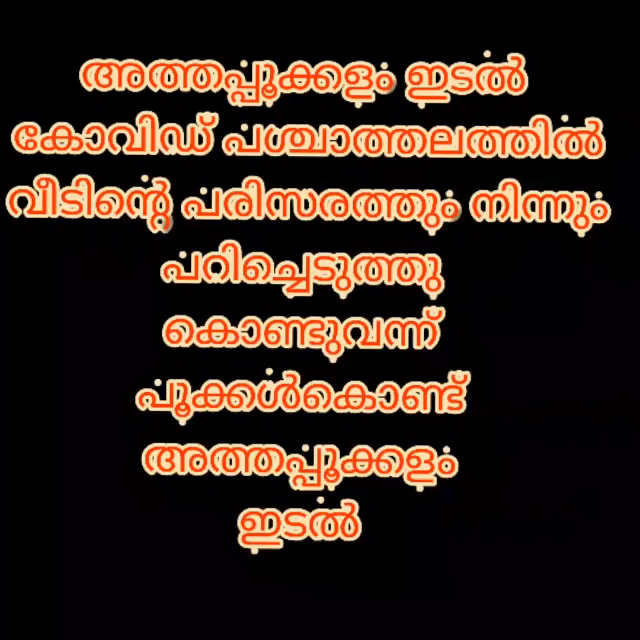 അത്തപ്പൂക്കളം ഇടൽ
കോവിഡ് പശ്ചാത്തലത്തിൽ
വീടിന്റെ പരിസരത്തും നിന്നും
പറിച്ചെടുത്തു
കൊണ്ടുവന്ന്
പൂക്കൾകൊണ്ട്
അത്തപ്പൂക്കളം
ഇടൽ